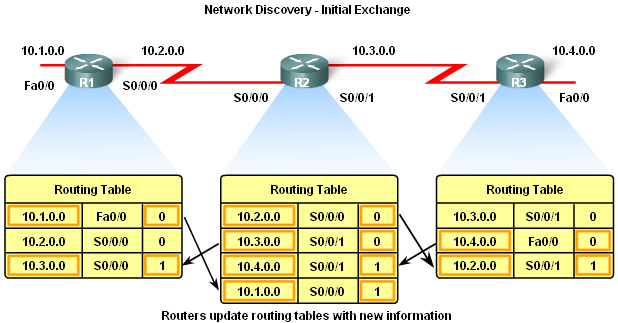 Network Discovery - Initial Exchange
10.1.0.0 10.2.0.0 10.3.0.0 10.4.0.0
R1 R2 R3
Fa0/0 S0/0/0 S0/0/0 S0/0/1 S0/0/1 Fa0/0
Routing Table
10.1.0.0 Fa0/0 0
10.2.0.0 S0/0/0 0
10.3.0.0 S0/0/0 1
Routing Table
10.2.0.0 S0/0/0 0
10.3.0.0 S0/0/1 0
10.4.0.0 S0/0/1 1
10.1.0.0 S0/0/0 1
Routing Table
10.3.0.0 S0/0/1 0
10.4.0.0 Fa0/0 0
10.2.0.0 S0/0/1 1
Routers update routing tables with new information